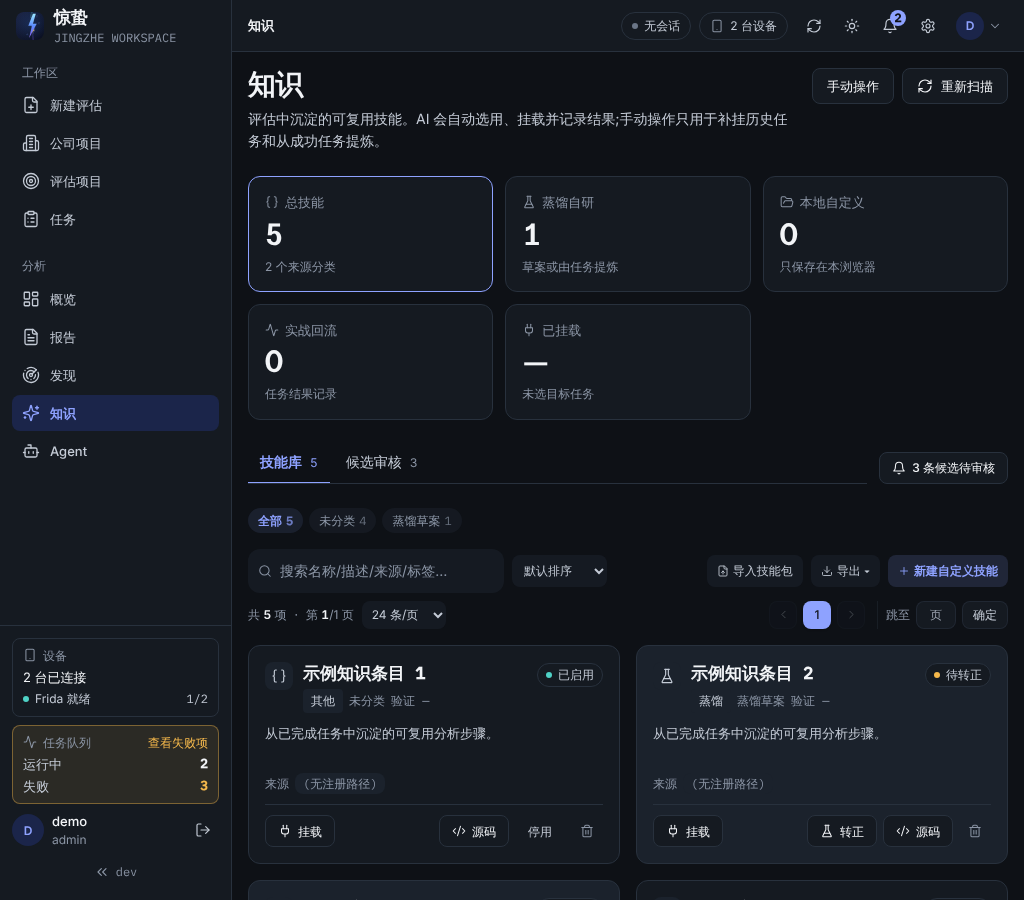 惊蛰
JINGZHE WORKSPACE
工作区
新建评估
公司项目
评估项目
任务
分析
概览
报告
发现
知识
Agent
设备
2 台已连接
Frida 就绪 1/2
任务队列 查看失败项
运行中 2
失败 3
D demo
admin
dev
知识
无会话
2 台设备
2
D
知识
手动操作
重新扫描
评估中沉淀的可复用技能。AI 会自动选用、挂载并记录结果;手动操作只用于补挂历史任
务和从成功任务提炼。
总技能
5
2 个来源分类
蒸馏自研
1
草案或由任务提炼
本地自定义
0
只保存在本浏览器
实战回流
0
任务结果记录
已挂载
—
未选目标任务
技能库 5
候选审核 3
3 条候选待审核
全部 5
未分类 4
蒸馏草案 1
搜索名称/描述/来源/标签...
默认排序
导入技能包
导出
+ 新建自定义技能
共 5 项 · 第 1/1 页
24 条/页
1
跳至 页 确定
示例知识条目 1
已启用
其他 未分类 验证 —
从已完成任务中沉淀的可复用分析步骤。
来源 (无注册路径)
挂载
源码
停用
示例知识条目 2
待转正
蒸馏 蒸馏草案 验证 —
从已完成任务中沉淀的可复用分析步骤。
来源 (无注册路径)
挂载
转正
源码